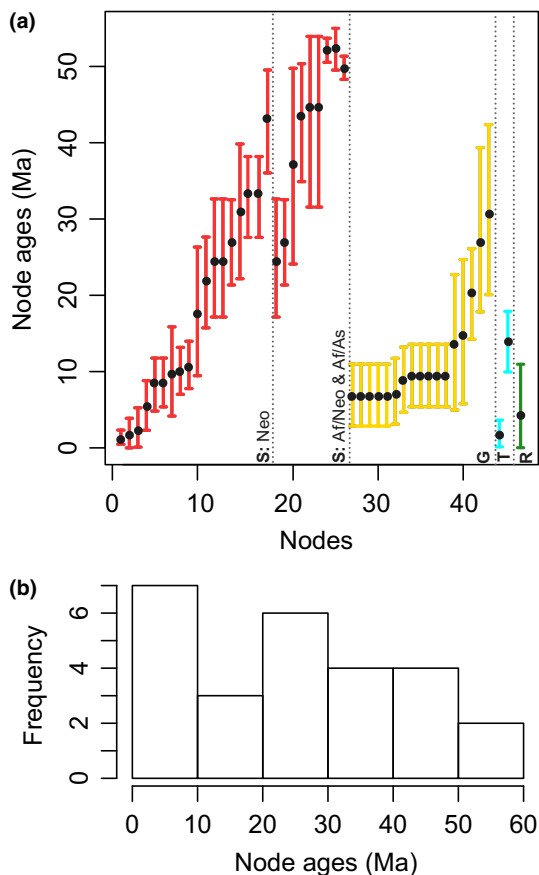 (a)
Node ages (Ma)
50
40
30
20
10
0
S: Neo
S: Af/Neo & Af/As
G
T
R
0 10 20 30 40
Nodes
(b)
Frequency
6
4
2
0
0 10 20 30 40 50 60
Node ages (Ma)